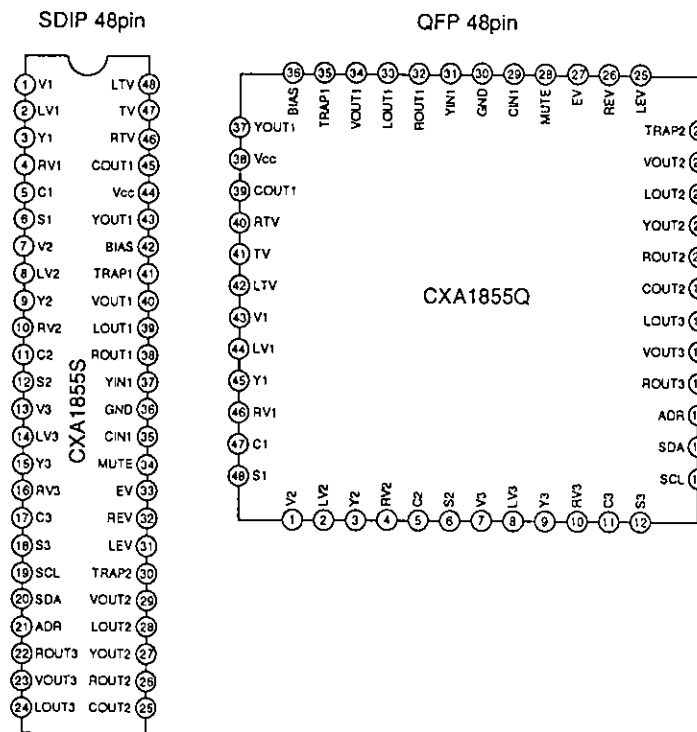 SDIP 48pin
1 V1 LTV 48
2 LV1 TV 47
3 Y1 RTV 46
4 RV1 COUT1 45
5 C1 Vcc 44
6 S1 YOUT1 43
7 V2 BIAS 42
8 LV2 TRAP1 41
9 Y2 VOUT1 40
10 RV2 LOUT1 39
11 C2 ROUT1 38
12 S2 YIN1 37
13 V3 GND 36
14 LV3 CIN1 35
15 Y3 MUTE 34
16 RV3 EV 33
17 C3 REV 32
18 S3 LEV 31
19 SCL TRAP2 30
20 SDA VOUT2 29
21 ADR LOUT2 28
22 ROUT3 YOUT2 27
23 VOUT3 ROUT2 26
24 LOUT3 COUT2 25
CXA1855S
QFP 48pin
36 35 34 33 32 31 30 29 28 27 26 25
BIAS TRAP1 VOUT1 LOUT1 ROUT1 YIN1 GND CIN1 MUTE EV REV LEV
37 YOUT1
38 Vcc
39 COUT1
40 RTV
41 TV
42 LTV
43 V1
44 LV1
45 Y1
46 RV1
47 C1
48 S1
CXA1855Q
TRAP2
VOUT2
LOUT2
YOUT2
ROUT2
COUT2
LOUT3
VOUT3
ROUT3
ADR
SDA
SCL
V2 LV2 Y2 RV2 C2 S2 V3 LV3 Y3 RV3 C3 S3
1 2 3 4 5 6 7 8 9 10 11 12